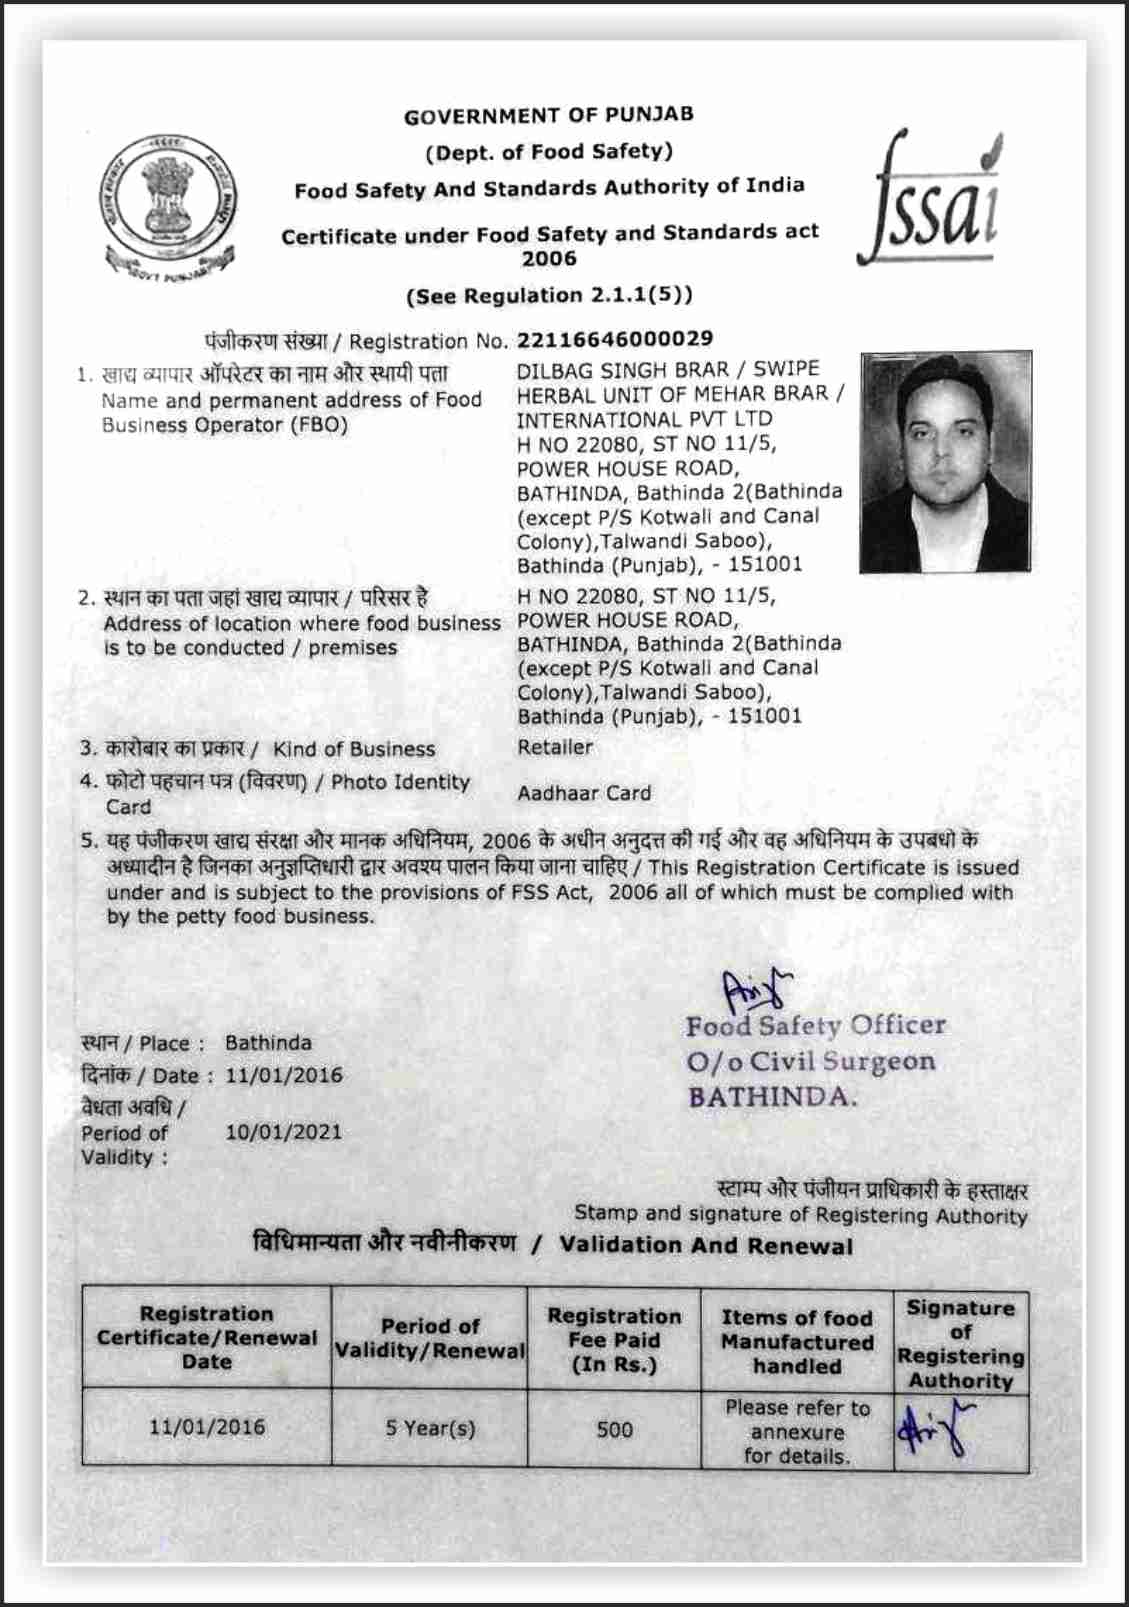 GOVERNMENT OF PUNJAB
(Dept. of Food Safety)
Food Safety And Standards Authority of India
Certificate under Food Safety and Standards act
2006
(See Regulation 2.1.1(5))
GOVT PUNJAB
fssai
पंजीकरण संख्या / Registration No. 22116646000029
1. खाद्य व्यापार ऑपरेटर का नाम और स्थायी पता
Name and permanent address of Food
Business Operator (FBO)
DILBAG SINGH BRAR / SWIPE
HERBAL UNIT OF MEHAR BRAR /
INTERNATIONAL PVT LTD
H NO 22080, ST NO 11/5,
POWER HOUSE ROAD,
BATHINDA, Bathinda 2(Bathinda
(except P/S Kotwali and Canal
Colony),Talwandi Saboo),
Bathinda (Punjab), - 151001
2. स्थान का पता जहां खाद्य व्यापार / परिसर है
Address of location where food business
is to be conducted / premises
H NO 22080, ST NO 11/5,
POWER HOUSE ROAD,
BATHINDA, Bathinda 2(Bathinda
(except P/S Kotwali and Canal
Colony),Talwandi Saboo),
Bathinda (Punjab), - 151001
3. कारोबार का प्रकार / Kind of Business
Retailer
4. फोटो पहचान पत्र (विवरण) / Photo Identity
Card
Aadhaar Card
5. यह पंजीकरण खाद्य संरक्षा और मानक अधिनियम, 2006 के अधीन अनुदत्त की गई और वह अधिनियम के उपबधो के
अध्यादीन है जिनका अनुज्ञप्तिधारी द्वार अवश्य पालन किया जाना चाहिए / This Registration Certificate is issued
under and is subject to the provisions of FSS Act, 2006 all of which must be complied with
by the petty food business.
Food Safety Officer
O/o Civil Surgeon
BATHINDA.
स्थान / Place : Bathinda
दिनांक / Date : 11/01/2016
वेधता अवधि /
Period of
Validity :
10/01/2021
स्टाम्प और पंजीयन प्राधिकारी के हस्ताक्षर
Stamp and signature of Registering Authority
विधिमान्यता और नवीनीकरण / Validation And Renewal
Registration
Certificate/Renewal
Date
Period of
Validity/Renewal
Registration
Fee Paid
(In Rs.)
Items of food
Manufactured
handled
Signature
of
Registering
Authority
11/01/2016
5 Year(s)
500
Please refer to
annexure
for details.